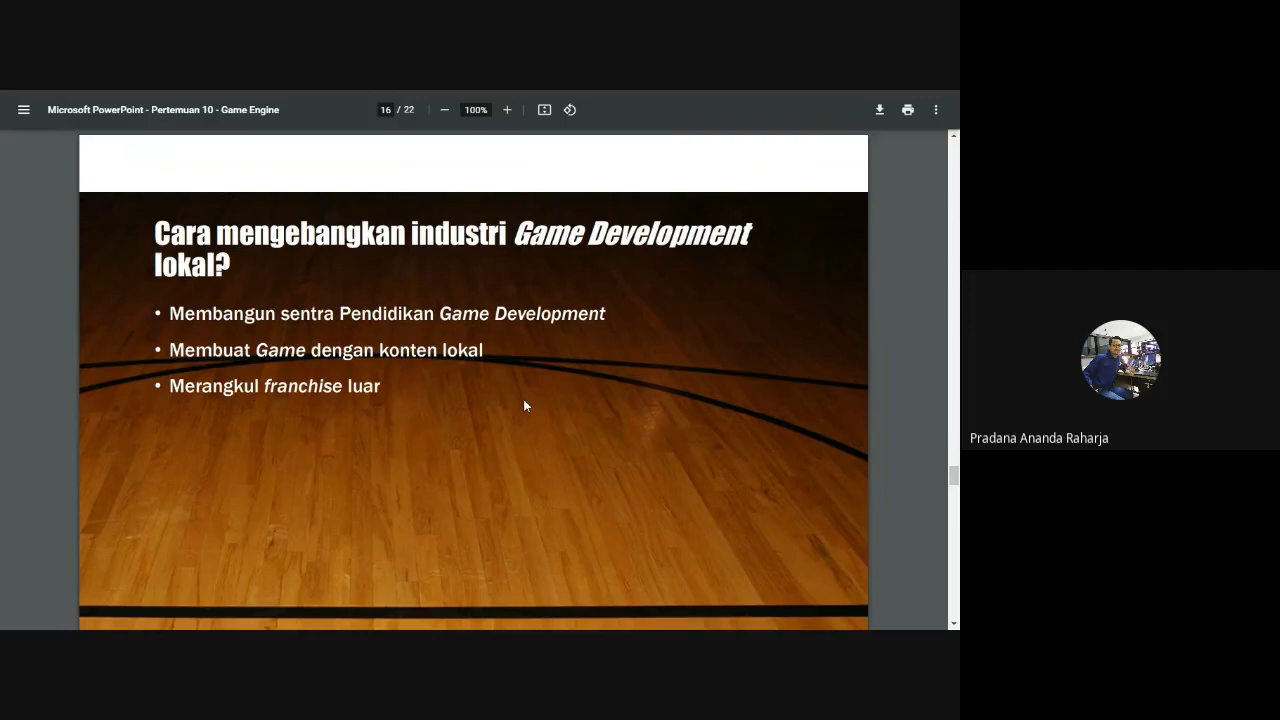 Microsoft PowerPoint - Pertemuan 10 - Game Engine
16 / 22
100%
Cara mengebangkan industri Game Development
lokal?
• Membangun sentra Pendidikan Game Development
• Membuat Game dengan konten lokal
• Merangkul franchise luar
Pradana Ananda Raharja